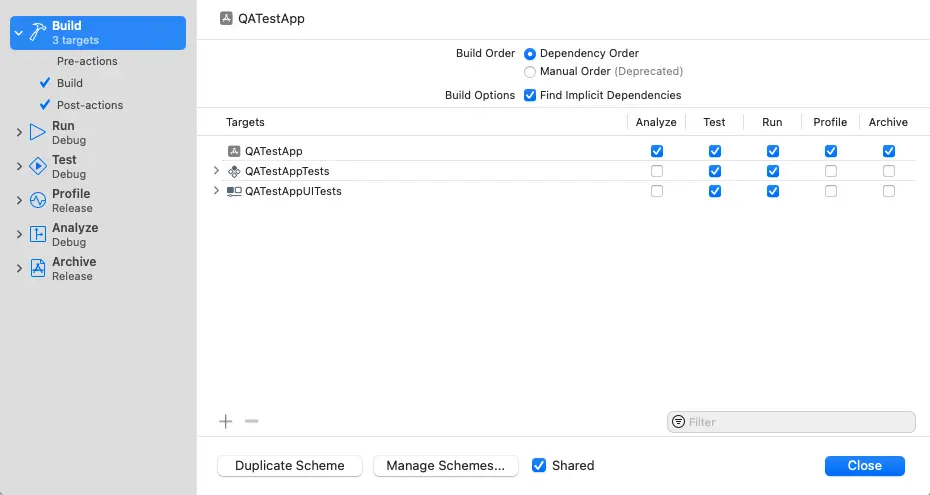 Build
3 targets
Pre-actions
Build
Post-actions
Run
Debug
Test
Debug
Profile
Release
Analyze
Debug
Archive
Release
QATestApp
Build Order Dependency Order
Manual Order (Deprecated)
Build Options Find Implicit Dependencies
Targets Analyze Test Run Profile Archive
QATestApp
QATestAppTests
QATestAppUITests
Filter
Duplicate Scheme Manage Schemes... Shared Close